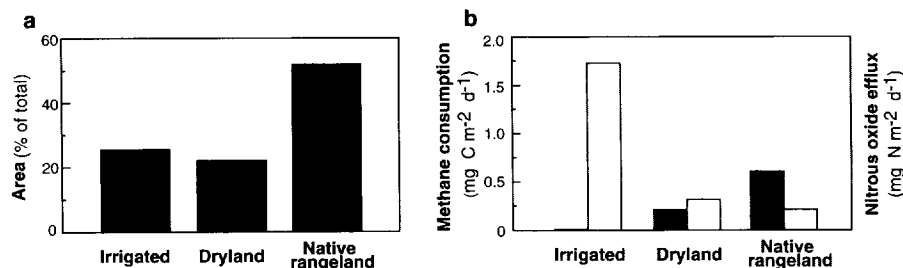 a
60
40
20
0
Area (% of total)
Irrigated
Dryland
Native
rangeland
b
2.0
1.5
1.0
0.5
0
Methane consumption
(mg C m-2 d-1)
Nitrous oxide efflux
(mg N m-2 d-1)
Irrigated
Dryland
Native
rangeland